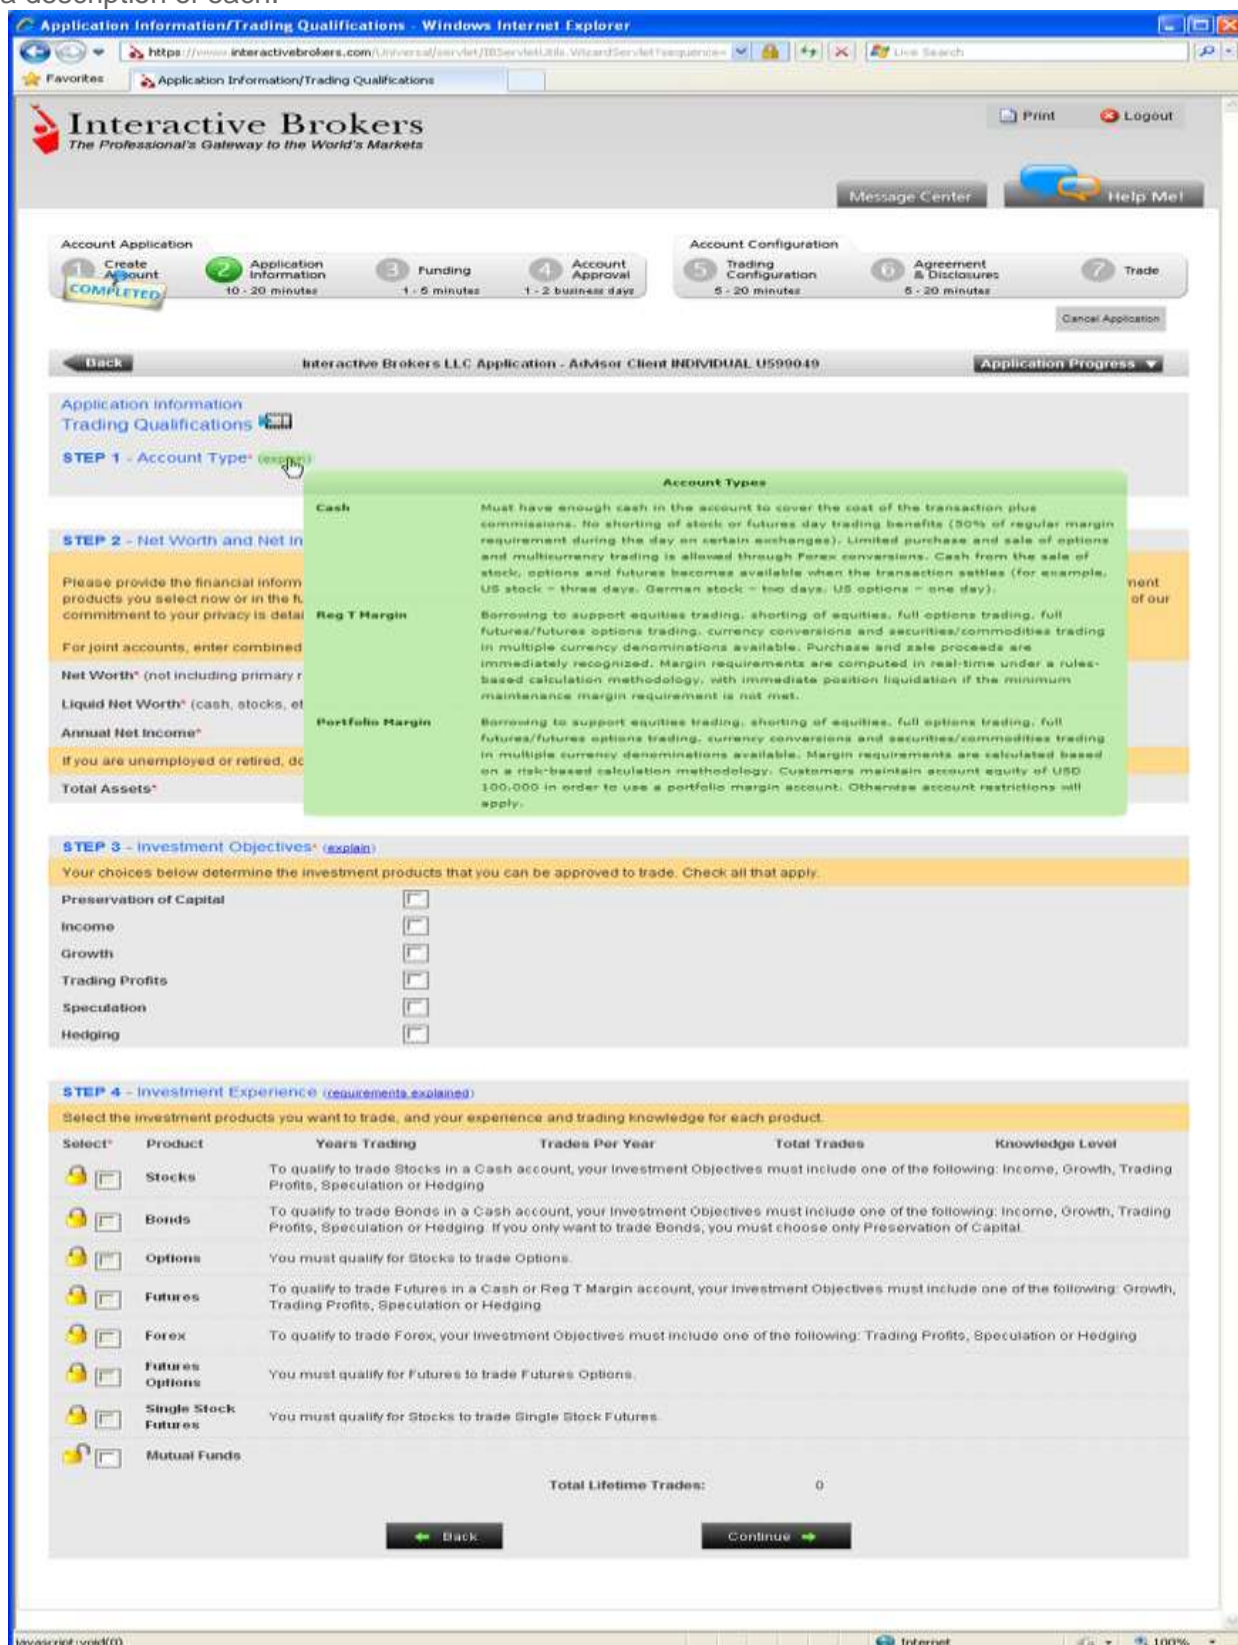 a description of each.
Application Information/Trading Qualifications - Windows Internet Explorer
https://www.interactivebrokers.com/Universal/servlet/IBServletUtils.WizardServlet?sequence=
Live Search
Favorites
Application Information/Trading Qualifications
Interactive Brokers
The Professional's Gateway to the World's Markets
Print
Logout
Message Center
Help Me!
Account Application
Account Configuration
1 Create Account
COMPLETED
2 Application Information
10 - 20 minutes
3 Funding
1 - 5 minutes
4 Account Approval
1 - 2 business days
5 Trading Configuration
5 - 20 minutes
6 Agreement & Disclosures
5 - 20 minutes
7 Trade
Cancel Application
Back
Interactive Brokers LLC Application - Advisor Client INDIVIDUAL U599049
Application Progress
Application Information
Trading Qualifications
STEP 1 - Account Type* (explain)
Account Types
Cash
Must have enough cash in the account to cover the cost of the transaction plus
commissions. No shorting of stock or futures day trading benefits (50% of regular margin
requirement during the day on certain exchanges). Limited purchase and sale of options
and multicurrency trading is allowed through Forex conversions. Cash from the sale of
stock, options and futures becomes available when the transaction settles (for example,
US stock = three days, German stock = two days, US options = one day).
Reg T Margin
Borrowing to support equities trading, shorting of equities, full options trading, full
futures/futures options trading, currency conversions and securities/commodities trading
in multiple currency denominations available. Purchase and sale proceeds are
immediately recognized. Margin requirements are computed in real-time under a rules-
based calculation methodology, with immediate position liquidation if the minimum
maintenance margin requirement is not met.
Portfolio Margin
Borrowing to support equities trading, shorting of equities, full options trading, full
futures/futures options trading, currency conversions and securities/commodities trading
in multiple currency denominations available. Margin requirements are calculated based
on a risk-based calculation methodology. Customers maintain account equity of USD
100,000 in order to use a portfolio margin account. Otherwise account restrictions will
apply.
STEP 2 - Net Worth and Net In
Please provide the financial inform
ment
products you select now or in the fu
of our
commitment to your privacy is detai
For joint accounts, enter combined
Net Worth* (not including primary r
Liquid Net Worth* (cash, stocks, et
Annual Net Income*
If you are unemployed or retired, do
Total Assets*
STEP 3 - Investment Objectives* (explain)
Your choices below determine the investment products that you can be approved to trade. Check all that apply.
Preservation of Capital
Income
Growth
Trading Profits
Speculation
Hedging
STEP 4 - Investment Experience (requirements explained)
Select the investment products you want to trade, and your experience and trading knowledge for each product.
Select* Product Years Trading Trades Per Year Total Trades Knowledge Level
Stocks
To qualify to trade Stocks in a Cash account, your Investment Objectives must include one of the following: Income, Growth, Trading
Profits, Speculation or Hedging
Bonds
To qualify to trade Bonds in a Cash account, your Investment Objectives must include one of the following: Income, Growth, Trading
Profits, Speculation or Hedging. If you only want to trade Bonds, you must choose only Preservation of Capital.
Options
You must qualify for Stocks to trade Options.
Futures
To qualify to trade Futures in a Cash or Reg T Margin account, your Investment Objectives must include one of the following: Growth,
Trading Profits, Speculation or Hedging
Forex
To qualify to trade Forex, your Investment Objectives must include one of the following: Trading Profits, Speculation or Hedging
Futures
Options
You must qualify for Futures to trade Futures Options.
Single Stock
Futures
You must qualify for Stocks to trade Single Stock Futures.
Mutual Funds
Total Lifetime Trades: 0
Back
Continue
javascript:void(0)
Internet
100%